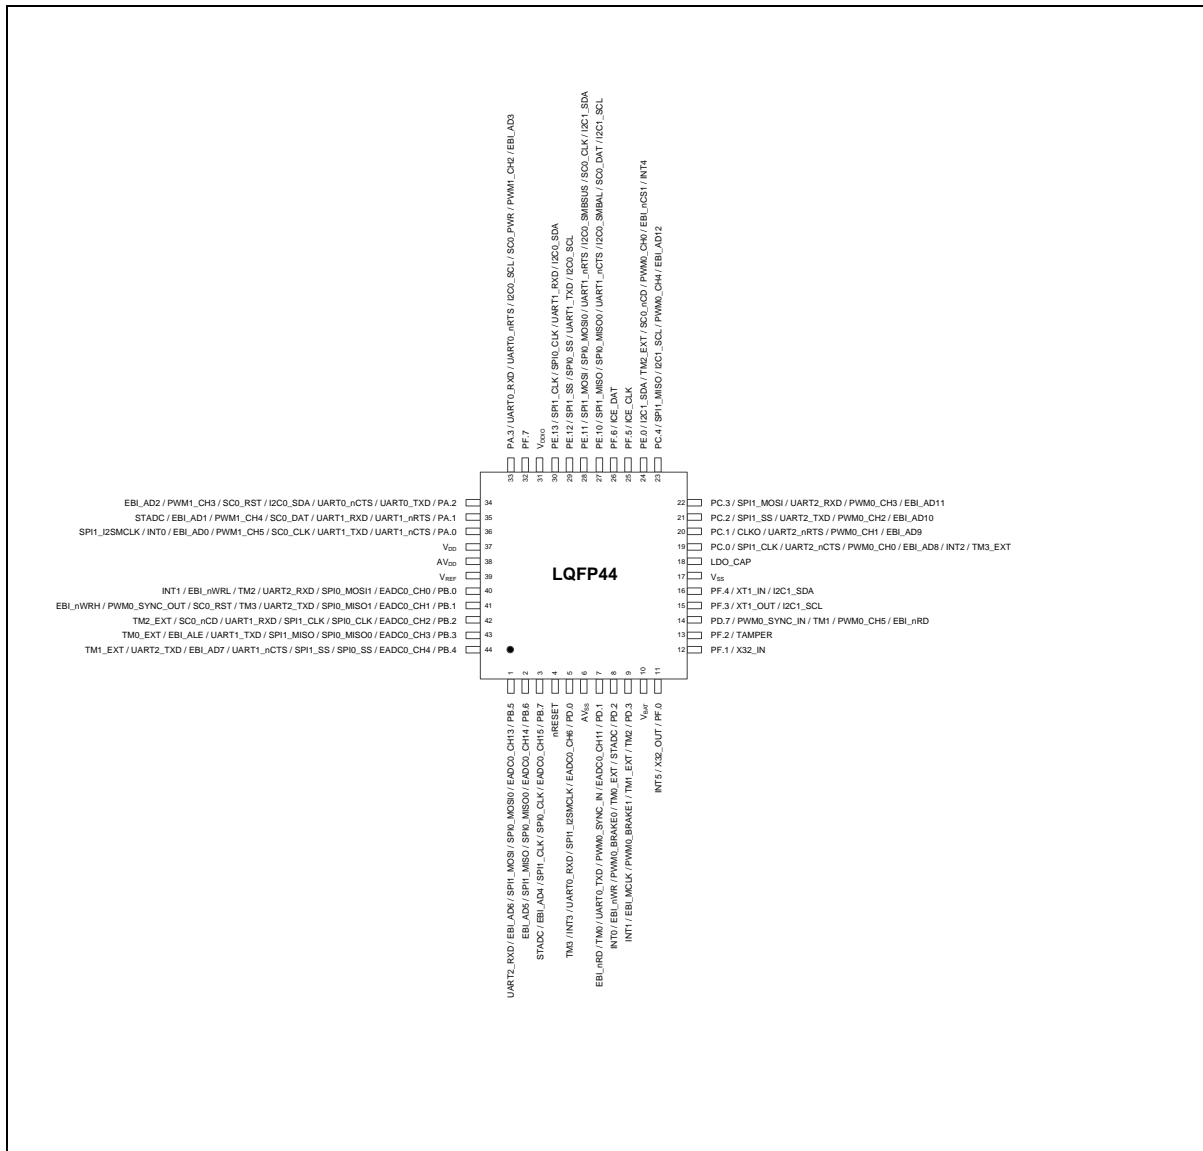 PA.3 / UART0_RXD / UART0_nRTS / I2C0_SCL / SC0_PWR / PWM1_CH2 / EBI_AD3
PF.7
VDDIO
PE.13 / SPI1_CLK / SPI0_CLK / UART1_RXD / I2C0_SDA
PE.12 / SPI1_SS / SPI0_SS / UART1_TXD / I2C0_SCL
PE.11 / SPI1_MOSI / SPI0_MOSI0 / UART1_nRTS / I2C0_SMBSUS / SC0_CLK / I2C1_SDA
PE.10 / SPI1_MISO / SPI0_MISO0 / UART1_nCTS / I2C0_SMBAL / SC0_DAT / I2C1_SCL
PF.6 / ICE_DAT
PF.5 / ICE_CLK
PE.0 / I2C1_SDA / TM2_EXT / SC0_nCD / PWM0_CH0 / EBI_nCS1 / INT4
PC.4 / SPI1_MISO / I2C1_SCL / PWM0_CH4 / EBI_AD12
33
32
31
30
29
28
27
26
25
24
23
EBI_AD2 / PWM1_CH3 / SC0_RST / I2C0_SDA / UART0_nCTS / UART0_TXD / PA.2
34
STADC / EBI_AD1 / PWM1_CH4 / SC0_DAT / UART1_RXD / UART1_nRTS / PA.1
35
SPI1_I2SMCLK / INT0 / EBI_AD0 / PWM1_CH5 / SC0_CLK / UART1_TXD / UART1_nCTS / PA.0
36
VDD
37
AVDD
38
VREF
39
INT1 / EBI_nWRL / TM2 / UART2_RXD / SPI0_MOSI1 / EADC0_CH0 / PB.0
40
EBI_nWRH / PWM0_SYNC_OUT / SC0_RST / TM3 / UART2_TXD / SPI0_MISO1 / EADC0_CH1 / PB.1
41
TM2_EXT / SC0_nCD / UART1_RXD / SPI1_CLK / SPI0_CLK / EADC0_CH2 / PB.2
42
TM0_EXT / EBI_ALE / UART1_TXD / SPI1_MISO / SPI0_MISO0 / EADC0_CH3 / PB.3
43
TM1_EXT / UART2_TXD / EBI_AD7 / UART1_nCTS / SPI1_SS / SPI0_SS / EADC0_CH4 / PB.4
44
LQFP44
22
PC.3 / SPI1_MOSI / UART2_RXD / PWM0_CH3 / EBI_AD11
21
PC.2 / SPI1_SS / UART2_TXD / PWM0_CH2 / EBI_AD10
20
PC.1 / CLKO / UART2_nRTS / PWM0_CH1 / EBI_AD9
19
PC.0 / SPI1_CLK / UART2_nCTS / PWM0_CH0 / EBI_AD8 / INT2 / TM3_EXT
18
LDO_CAP
17
VSS
16
PF.4 / XT1_IN / I2C1_SDA
15
PF.3 / XT1_OUT / I2C1_SCL
14
PD.7 / PWM0_SYNC_IN / TM1 / PWM0_CH5 / EBI_nRD
13
PF.2 / TAMPER
12
PF.1 / X32_IN
1
2
3
4
5
6
7
8
9
10
11
UART2_RXD / EBI_AD6 / SPI1_MOSI / SPI0_MOSI0 / EADC0_CH13 / PB.5
EBI_AD5 / SPI1_MISO / SPI0_MISO0 / EADC0_CH14 / PB.6
STADC / EBI_AD4 / SPI1_CLK / SPI0_CLK / EADC0_CH15 / PB.7
nRESET
TM3 / INT3 / UART0_RXD / SPI1_I2SMCLK / EADC0_CH6 / PD.0
AVSS
EBI_nRD / TM0 / UART0_TXD / PWM0_SYNC_IN / EADC0_CH11 / PD.1
INT0 / EBI_nWR / PWM0_BRAKE0 / TM0_EXT / STADC / PD.2
INT1 / EBI_MCLK / PWM0_BRAKE1 / TM1_EXT / TM2 / PD.3
VBAT
INT5 / X32_OUT / PF.0